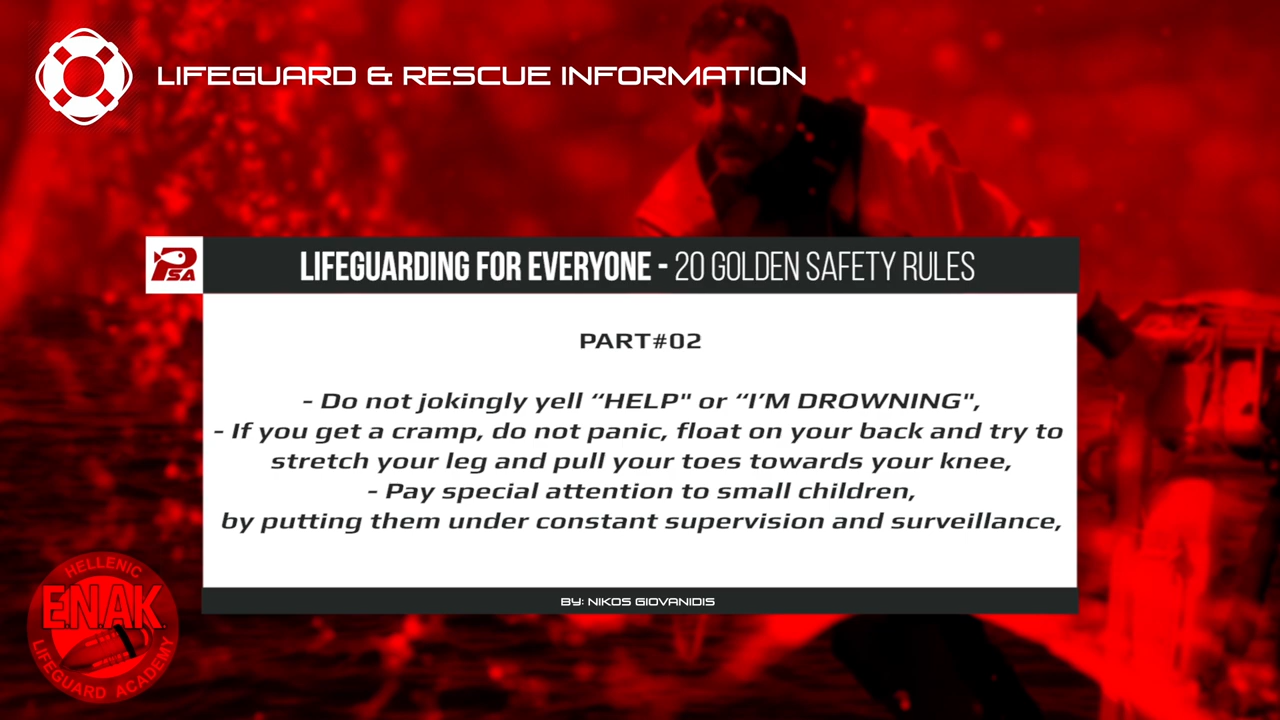 LIFEGUARD & RESCUE INFORMATION
PSA
LIFEGUARDING FOR EVERYONE - 20 GOLDEN SAFETY RULES
PART#02
- Do not jokingly yell “HELP" or “I’M DROWNING",
- If you get a cramp, do not panic, float on your back and try to
stretch your leg and pull your toes towards your knee,
- Pay special attention to small children,
by putting them under constant supervision and surveillance,
BY: NIKOS GIOVANIDIS
HELLENIC
E.N.A.K.
LIFEGUARD ACADEMY